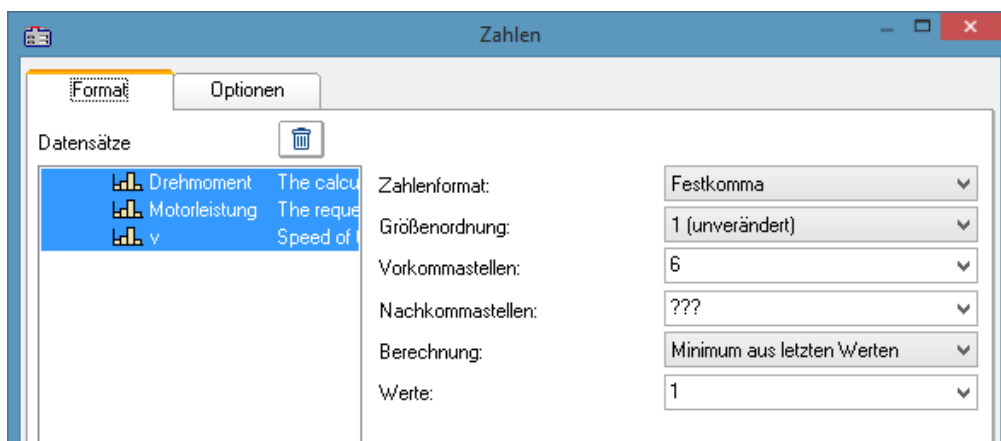 Zahlen
Format Optionen
Datensätze
Drehmoment The calcu
Motorleistung The reque
v Speed of t
Zahlenformat: Festkomma
Größenordnung: 1 (unverändert)
Vorkommastellen: 6
Nachkommastellen: ???
Berechnung: Minimum aus letzten Werten
Werte: 1